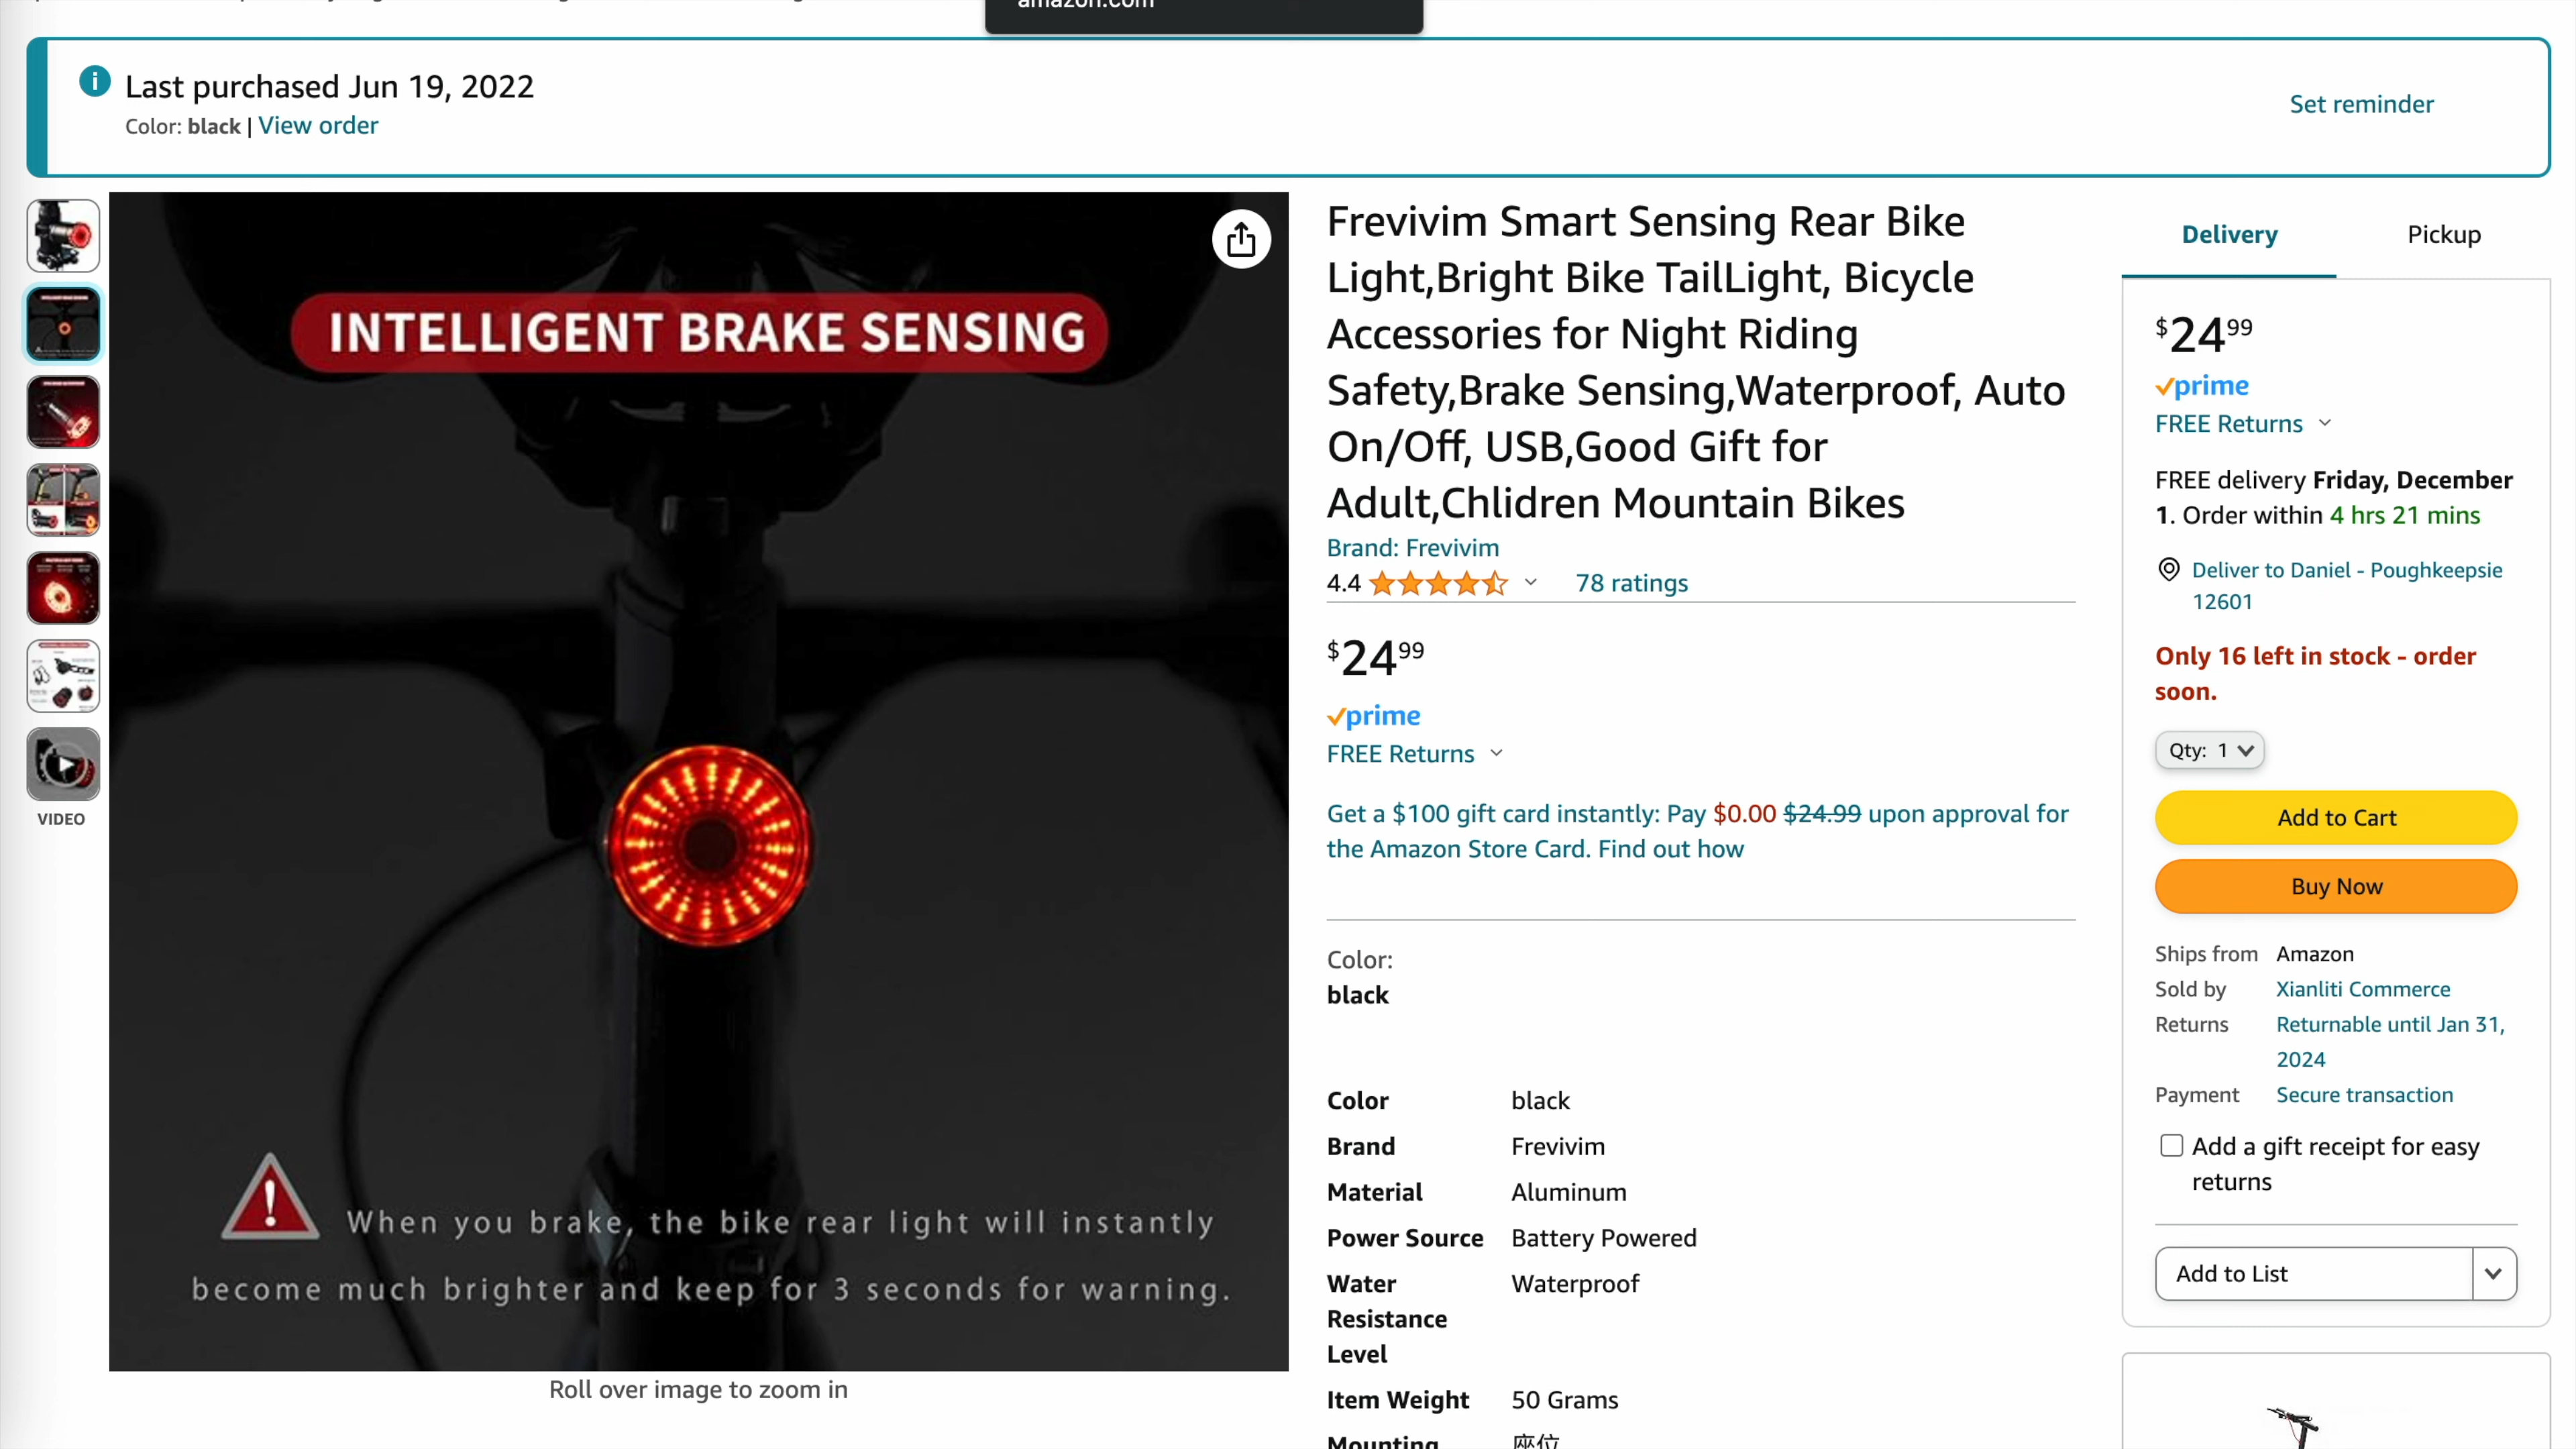 amazon.com
Last purchased Jun 19, 2022
Color: black | View order
Set reminder
VIDEO
INTELLIGENT BRAKE SENSING
When you brake, the bike rear light will instantly
become much brighter and keep for 3 seconds for warning.
Roll over image to zoom in
Frevivim Smart Sensing Rear Bike
Light,Bright Bike TailLight, Bicycle
Accessories for Night Riding
Safety,Brake Sensing,Waterproof, Auto
On/Off, USB,Good Gift for
Adult,Chlidren Mountain Bikes
Brand: Frevivim
4.4 78 ratings
$24 99
prime
FREE Returns
Get a $100 gift card instantly: Pay $0.00 $24.99 upon approval for
the Amazon Store Card. Find out how
Color:
black
Color black
Brand Frevivim
Material Aluminum
Power Source Battery Powered
Water Waterproof
Resistance
Level
Item Weight 50 Grams
Mounting 座位
Delivery Pickup
$24 99
prime
FREE Returns
FREE delivery Friday, December
1. Order within 4 hrs 21 mins
Deliver to Daniel - Poughkeepsie
12601
Only 16 left in stock - order
soon.
Qty: 1
Add to Cart
Buy Now
Ships from Amazon
Sold by Xianliti Commerce
Returns Returnable until Jan 31,
2024
Payment Secure transaction
Add a gift receipt for easy
returns
Add to List